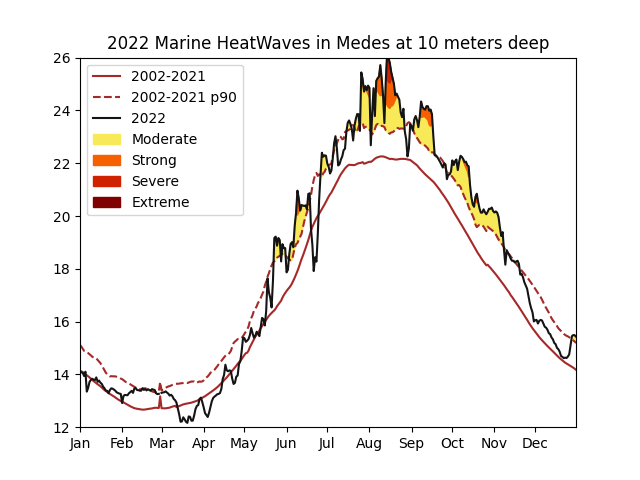 2022 Marine HeatWaves in Medes at 10 meters deep
26
24
22
20
18
16
14
12
2002-2021
2002-2021 p90
2022
Moderate
Strong
Severe
Extreme
Jan Feb Mar Apr May Jun Jul Aug Sep Oct Nov Dec